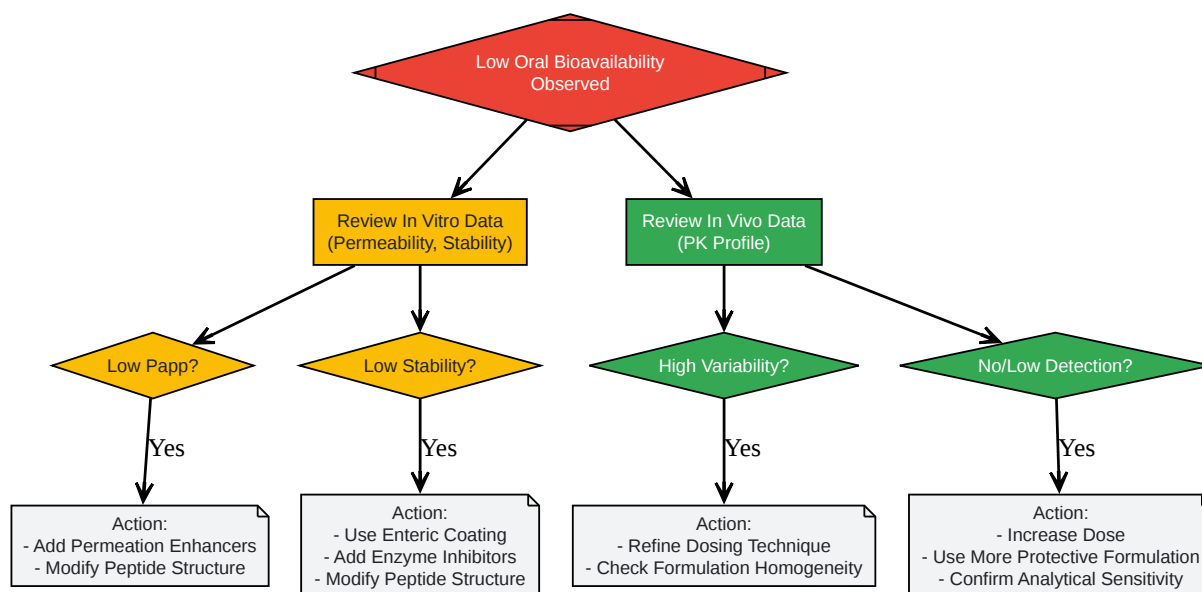 Low Oral Bioavailability
Observed
Review In Vitro Data
(Permeability, Stability)
Review In Vivo Data
(PK Profile)
Low Papp?
Low Stability?
High Variability?
No/Low Detection?
Yes
Yes
Yes
Yes
Action:
- Add Permeation Enhancers
- Modify Peptide Structure
Action:
- Use Enteric Coating
- Add Enzyme Inhibitors
- Modify Peptide Structure
Action:
- Refine Dosing Technique
- Check Formulation Homogeneity
Action:
- Increase Dose
- Use More Protective Formulation
- Confirm Analytical Sensitivity